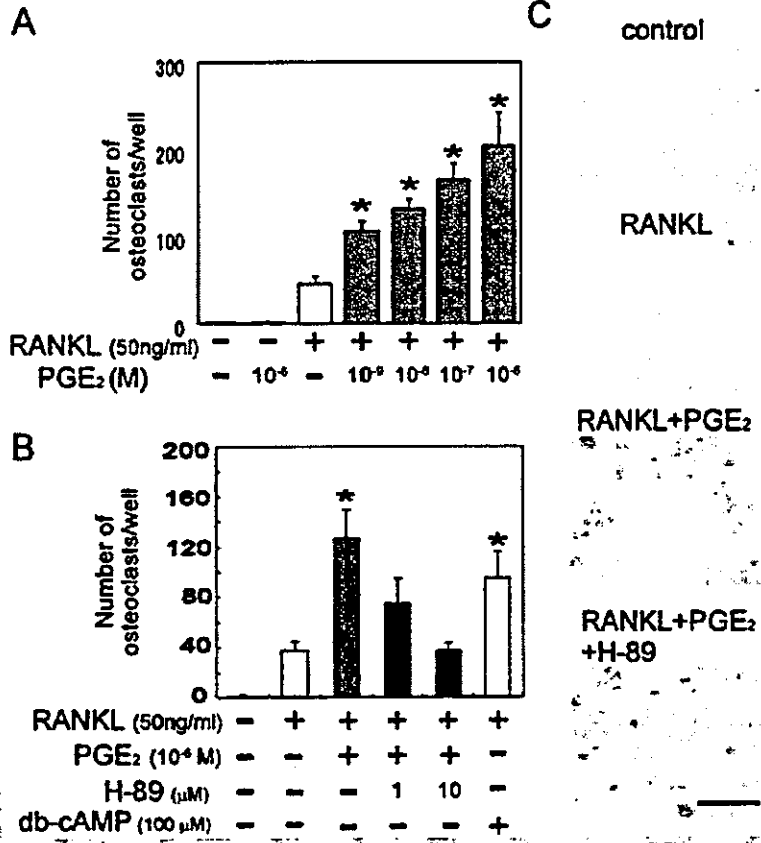 A
Number of
osteoclasts/well
300
200
100
0
RANKL (50ng/ml) – – + + + + +
PGE₂ (M) – 10⁻⁶ – 10⁻⁹ 10⁻⁸ 10⁻⁷ 10⁻⁶
* * * *
B
Number of
osteoclasts/well
200
160
120
80
40
0
* *
RANKL (50ng/ml) – + + + + +
PGE₂ (10⁻⁶ M) – – + + + –
H-89 (μM) – – – 1 10 –
db-cAMP (100 μM) – – – – – +
C
control
RANKL
RANKL+PGE₂
RANKL+PGE₂
+H-89